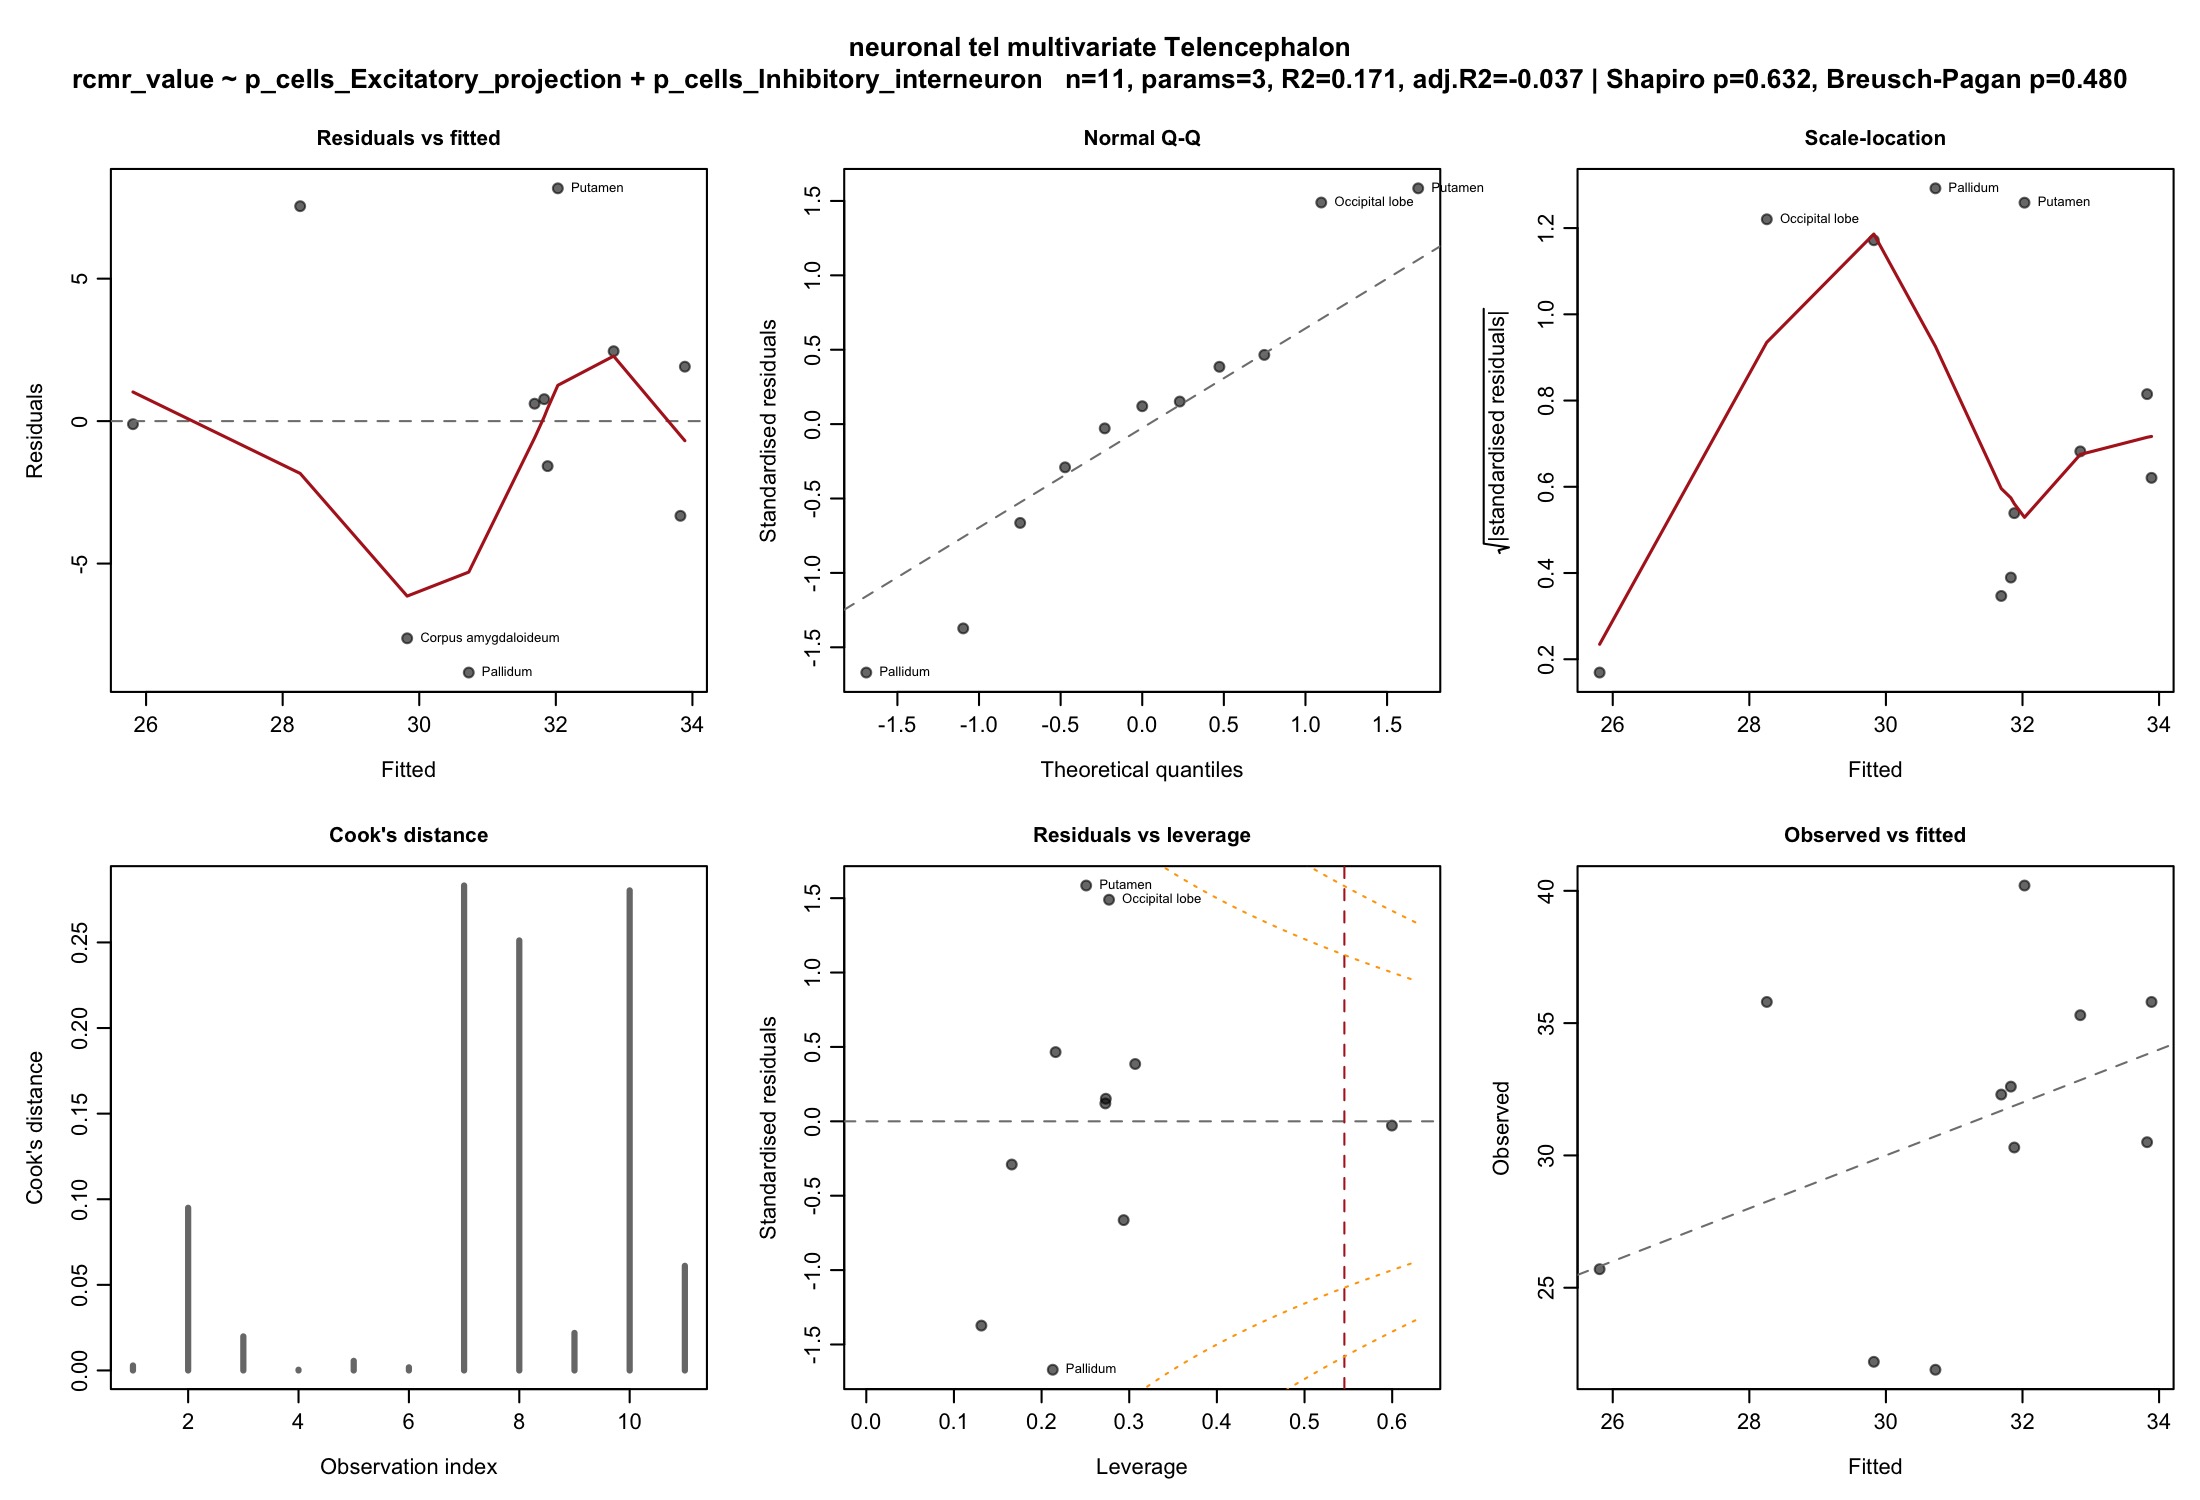 neuronal tel multivariate Telencephalon
rcmr_value ~ p_cells_Excitatory_projection + p_cells_Inhibitory_interneuron   n=11, params=3, R2=0.171, adj.R2=-0.037 | Shapiro p=0.632, Breusch-Pagan p=0.480
Residuals vs fitted
Residuals
5
0
-5
Putamen
Corpus amygdaloideum
Pallidum
26 28 30 32 34
Fitted
Normal Q-Q
Standardised residuals
1.5
1.0
0.5
0.0
-0.5
-1.0
-1.5
Putamen
Occipital lobe
Pallidum
-1.5 -1.0 -0.5 0.0 0.5 1.0 1.5
Theoretical quantiles
Scale-location
√|standardised residuals|
1.2
1.0
0.8
0.6
0.4
0.2
Pallidum
Putamen
Occipital lobe
26 28 30 32 34
Fitted
Cook's distance
Cook's distance
0.25
0.20
0.15
0.10
0.05
0.00
2 4 6 8 10
Observation index
Residuals vs leverage
Standardised residuals
1.5
1.0
0.5
0.0
-0.5
-1.0
-1.5
Putamen
Occipital lobe
Pallidum
0.0 0.1 0.2 0.3 0.4 0.5 0.6
Leverage
Observed vs fitted
Observed
40
35
30
25
26 28 30 32 34
Fitted